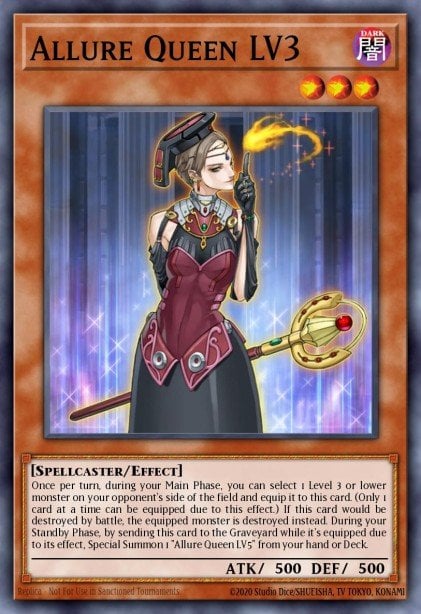 ALLURE QUEEN LV3
DARK
闇
[SPELLCASTER/EFFECT]
Once per turn, during your Main Phase, you can select 1 Level 3 or lower
monster on your opponent's side of the field and equip it to this card. (Only 1
card at a time can be equipped due to this effect.) If this card would be
destroyed by battle, the equipped monster is destroyed instead. During your
Standby Phase, by sending this card to the Graveyard while it's equipped due
to its effect, Special Summon 1 "Allure Queen LV5" from your hand or Deck.
ATK/ 500 DEF/ 500
Replica - Not For Use in Sanctioned Tournaments
©2020 Studio Dice/SHUEISHA, TV TOKYO, KONAMI